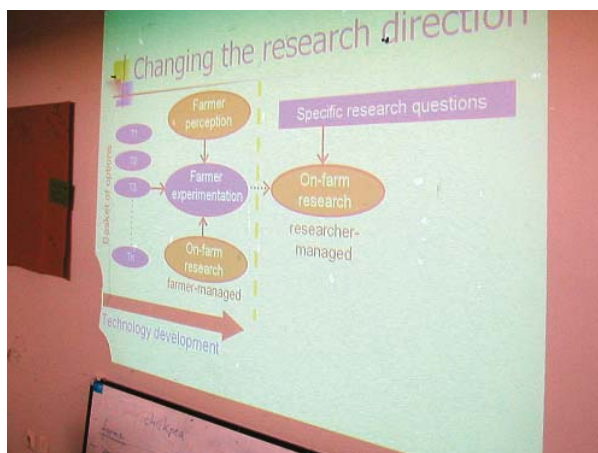 Changing the research direction
Basket of options
T1
T2
T3
Tn
Farmer
perception
Farmer
experimentation
On-farm
research
farmer-managed
Technology development
Specific research questions
On-farm
research
researcher-
managed
chickpea